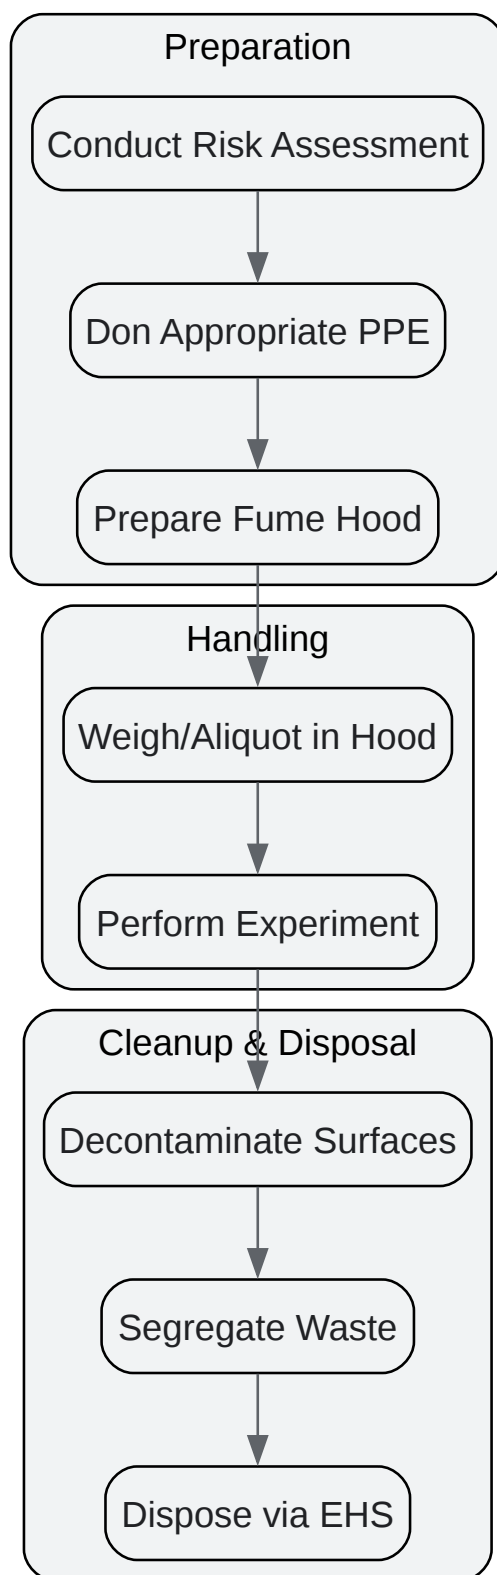 Preparation
Conduct Risk Assessment
Don Appropriate PPE
Prepare Fume Hood
Handling
Weigh/Aliquot in Hood
Perform Experiment
Cleanup & Disposal
Decontaminate Surfaces
Segregate Waste
Dispose via EHS